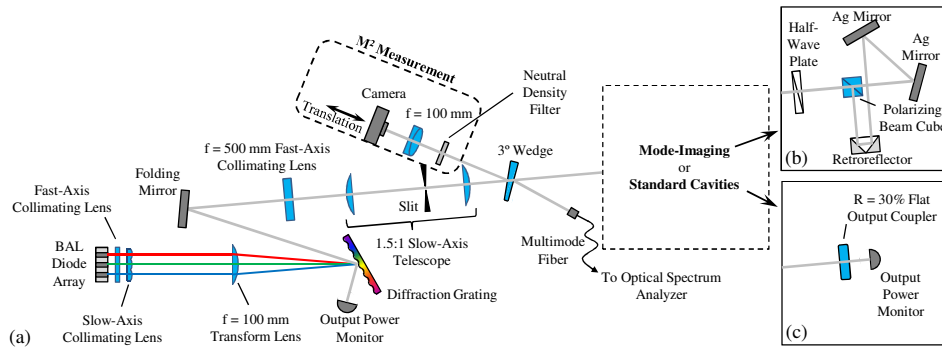 M² Measurement
Camera
Translation
f = 100 mm
Neutral
Density
Filter
f = 500 mm Fast-Axis
Collimating Lens
3º Wedge
Folding
Mirror
Fast-Axis
Collimating Lens
Slit
1.5:1 Slow-Axis
Telescope
Multimode
Fiber
To Optical Spectrum
Analyzer
BAL
Diode
Array
Slow-Axis
Collimating Lens
f = 100 mm
Transform Lens
Diffraction Grating
Output Power
Monitor
(a)
Mode-Imaging
or
Standard Cavities
Half-
Wave
Plate
Ag Mirror
Ag
Mirror
Polarizing
Beam Cube
Retroreflector
(b)
R = 30% Flat
Output Coupler
Output
Power
Monitor
(c)